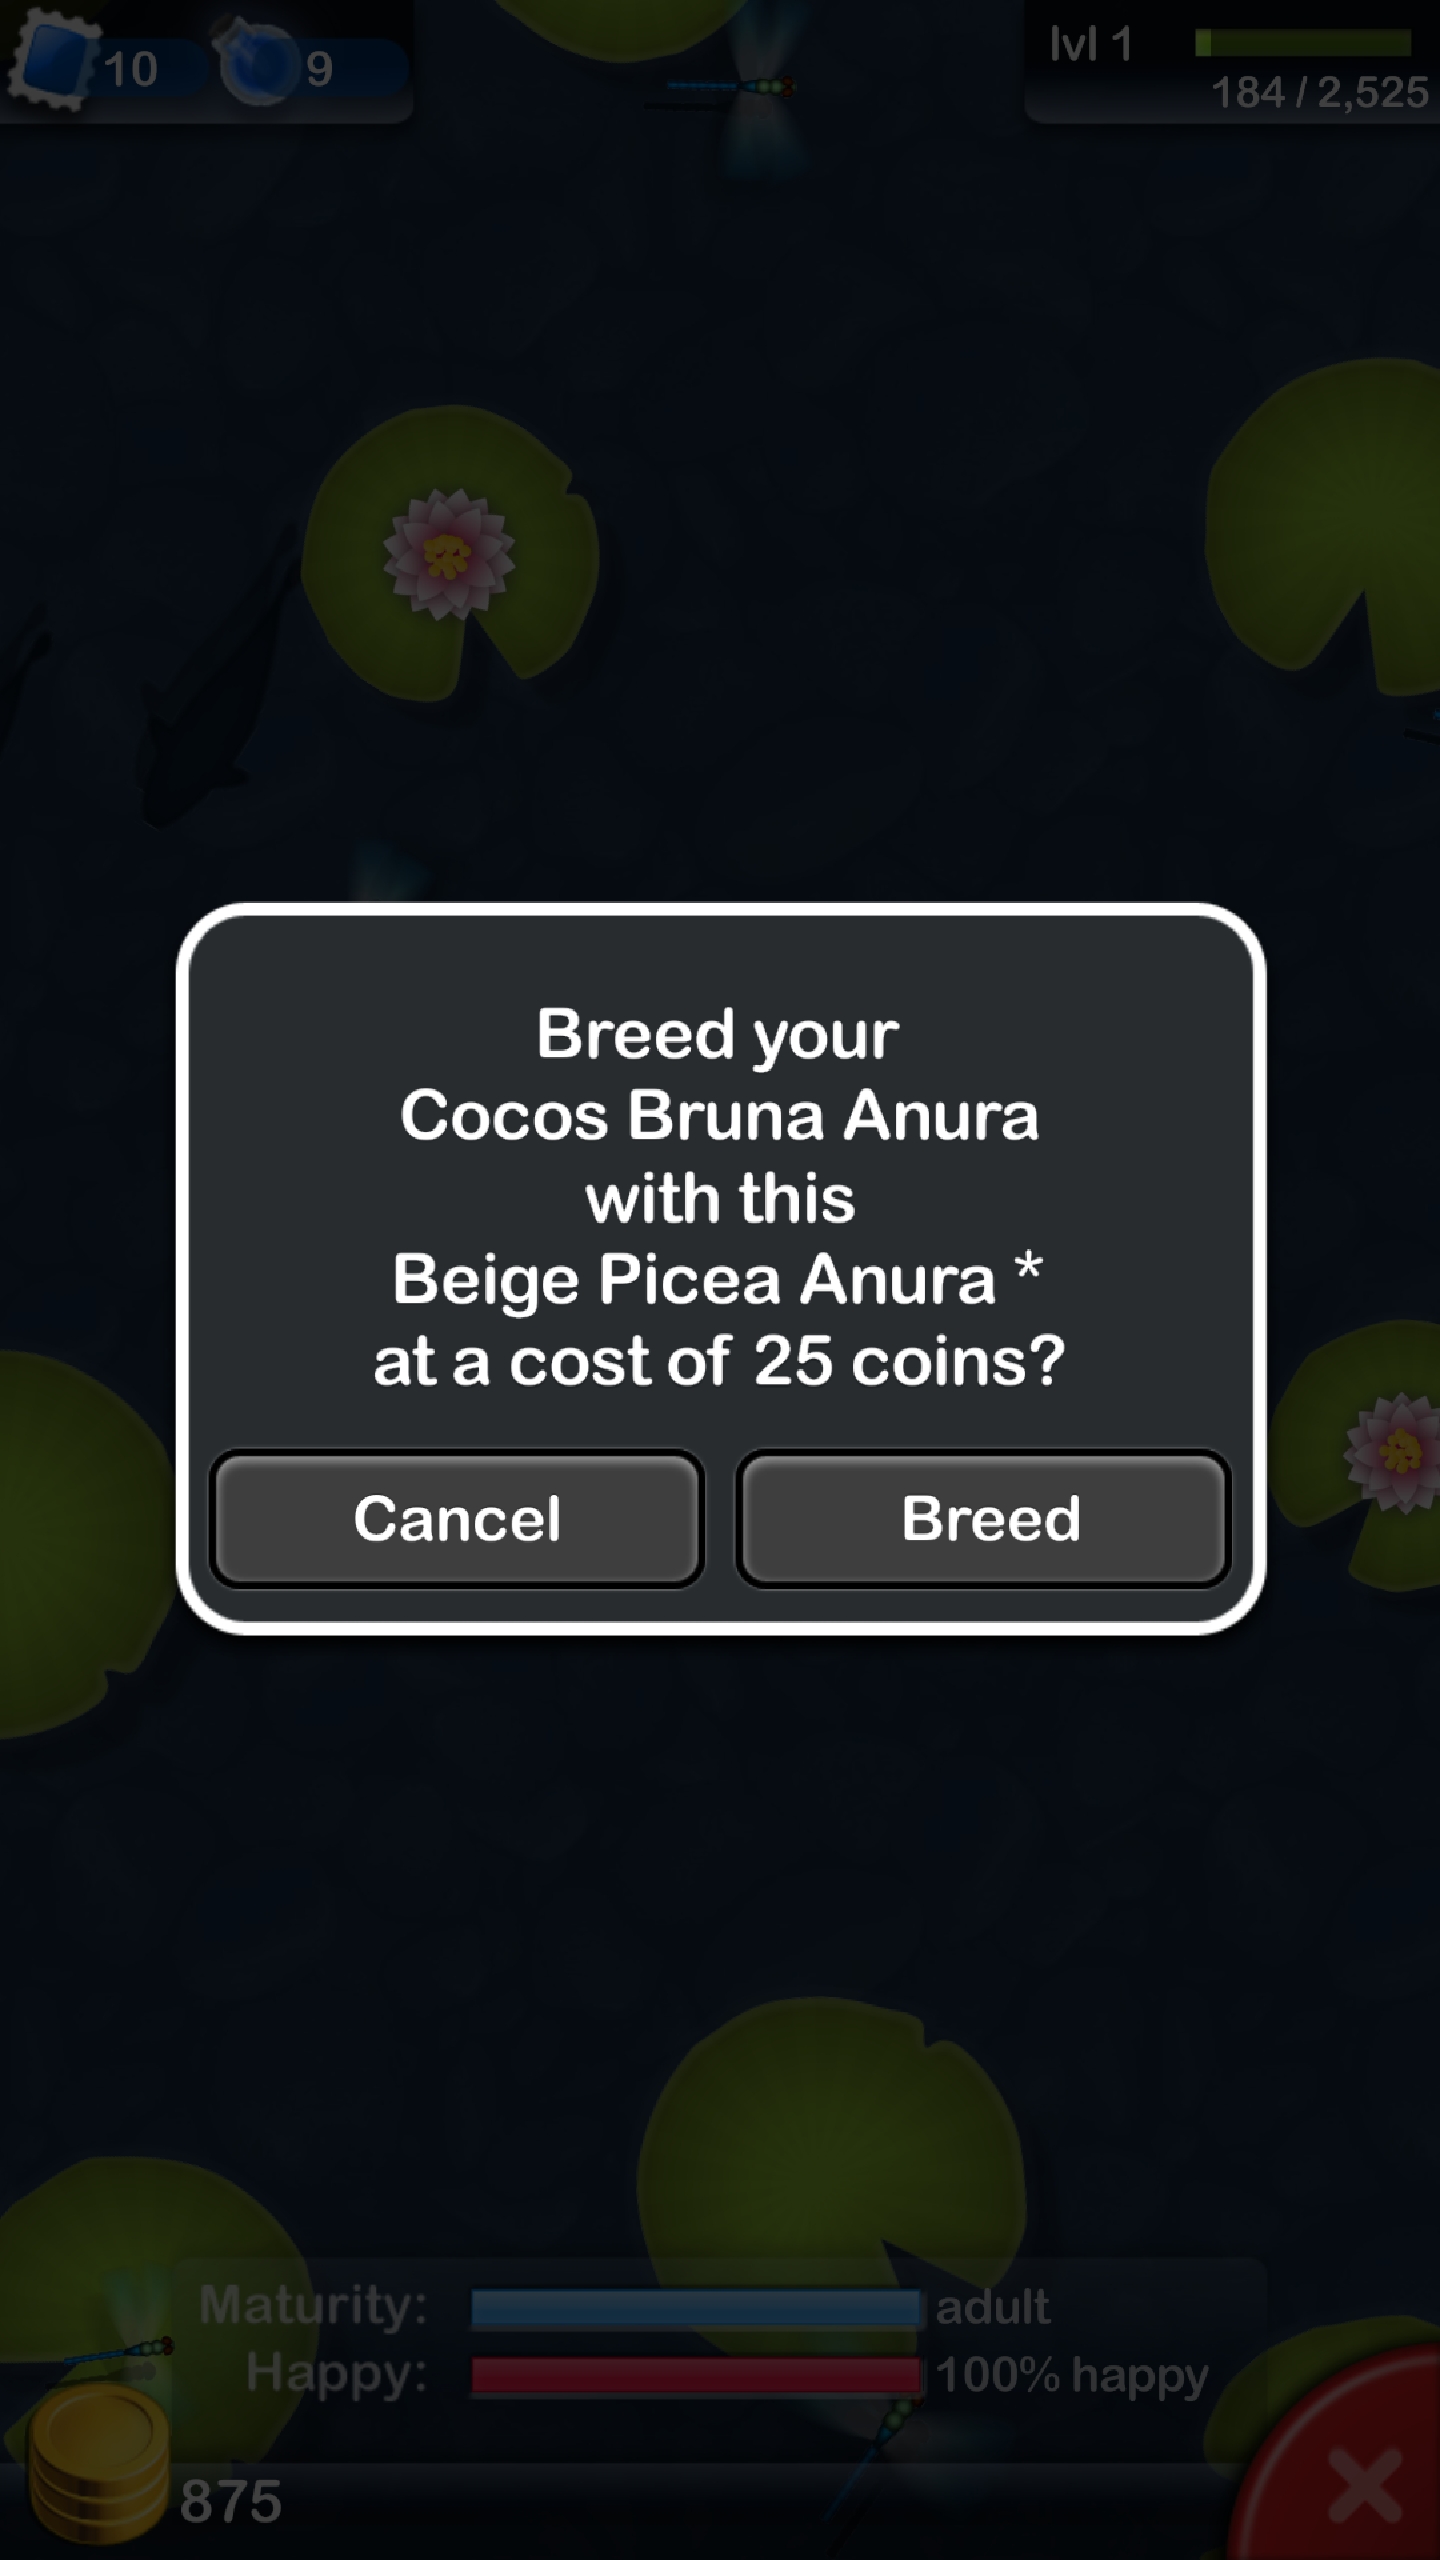 10
9
lvl 1
184 / 2,525
Breed your
Cocos Bruna Anura
with this
Beige Picea Anura *
at a cost of 25 coins?
Cancel
Breed
Maturity:
adult
Happy:
100% happy
875